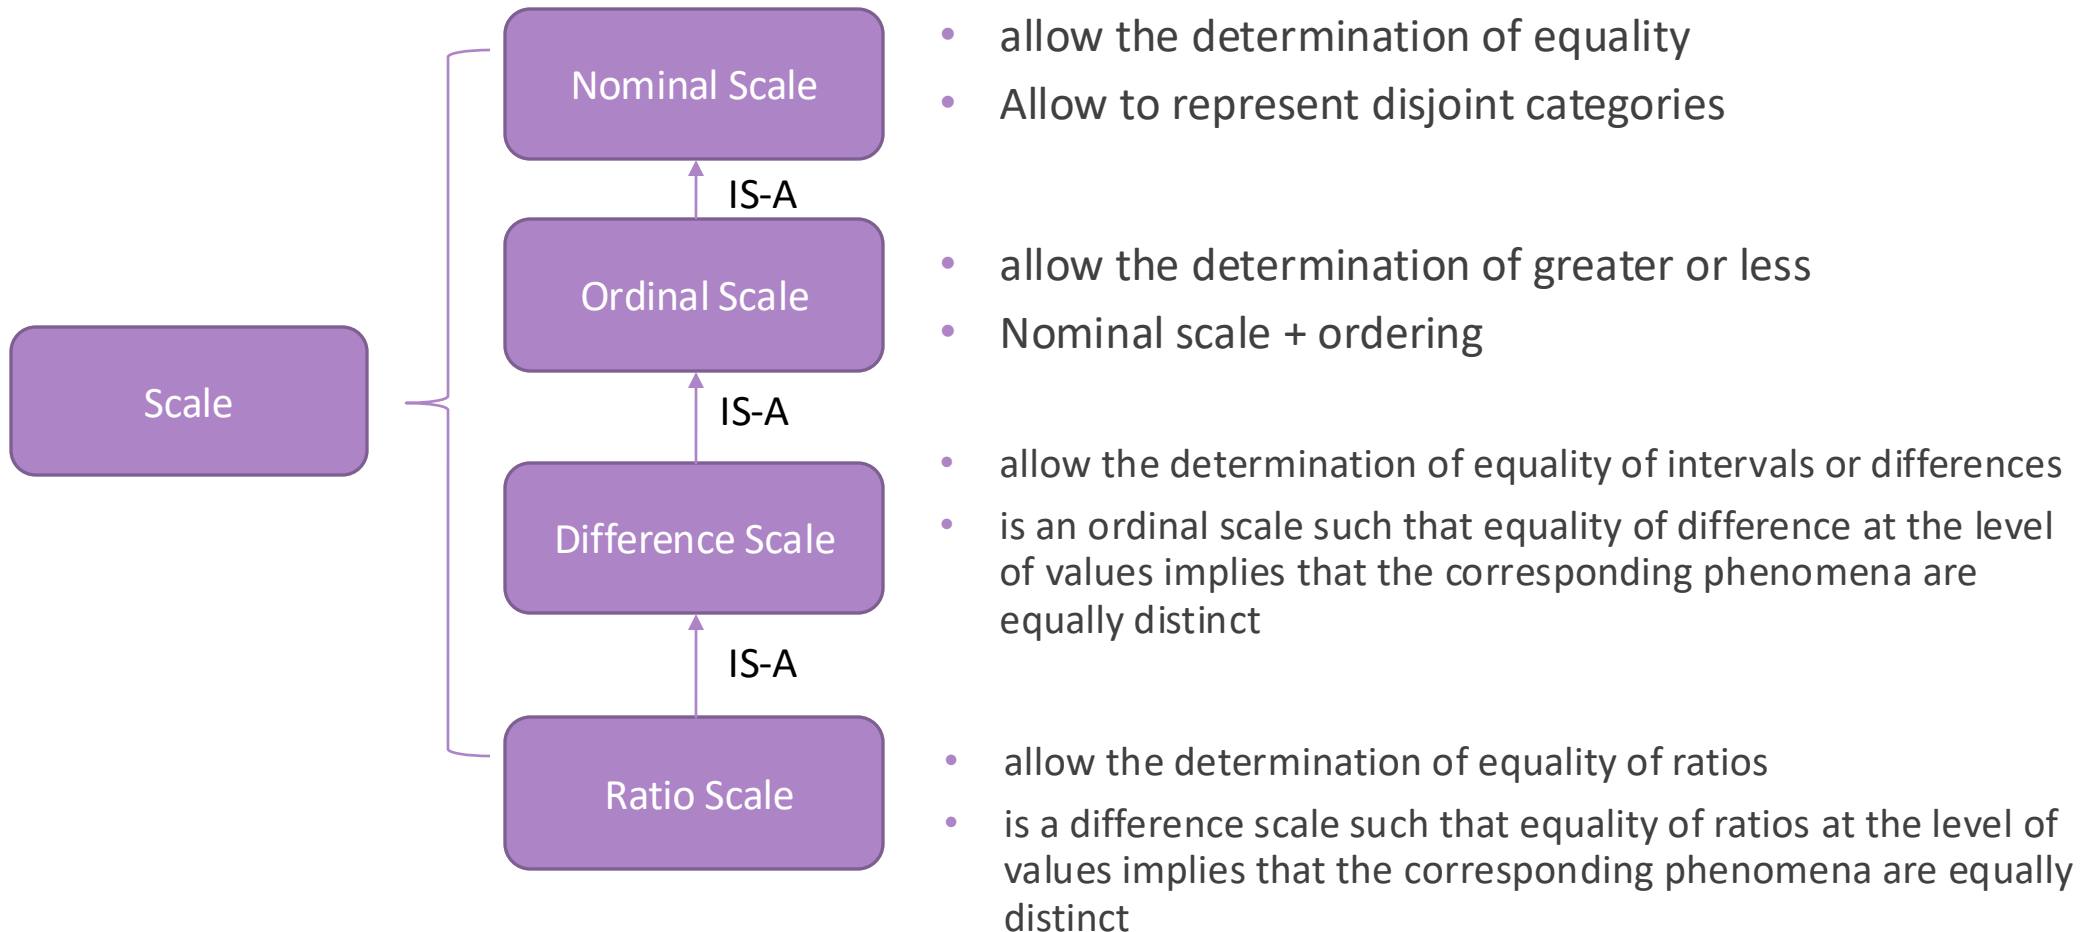 Nominal Scale
• allow the determination of equality
• Allow to represent disjoint categories
IS-A
Ordinal Scale
• allow the determination of greater or less
• Nominal scale + ordering
Scale
IS-A
Difference Scale
• allow the determination of equality of intervals or differences
• is an ordinal scale such that equality of difference at the level
of values implies that the corresponding phenomena are
equally distinct
IS-A
Ratio Scale
• allow the determination of equality of ratios
• is a difference scale such that equality of ratios at the level of
values implies that the corresponding phenomena are equally
distinct